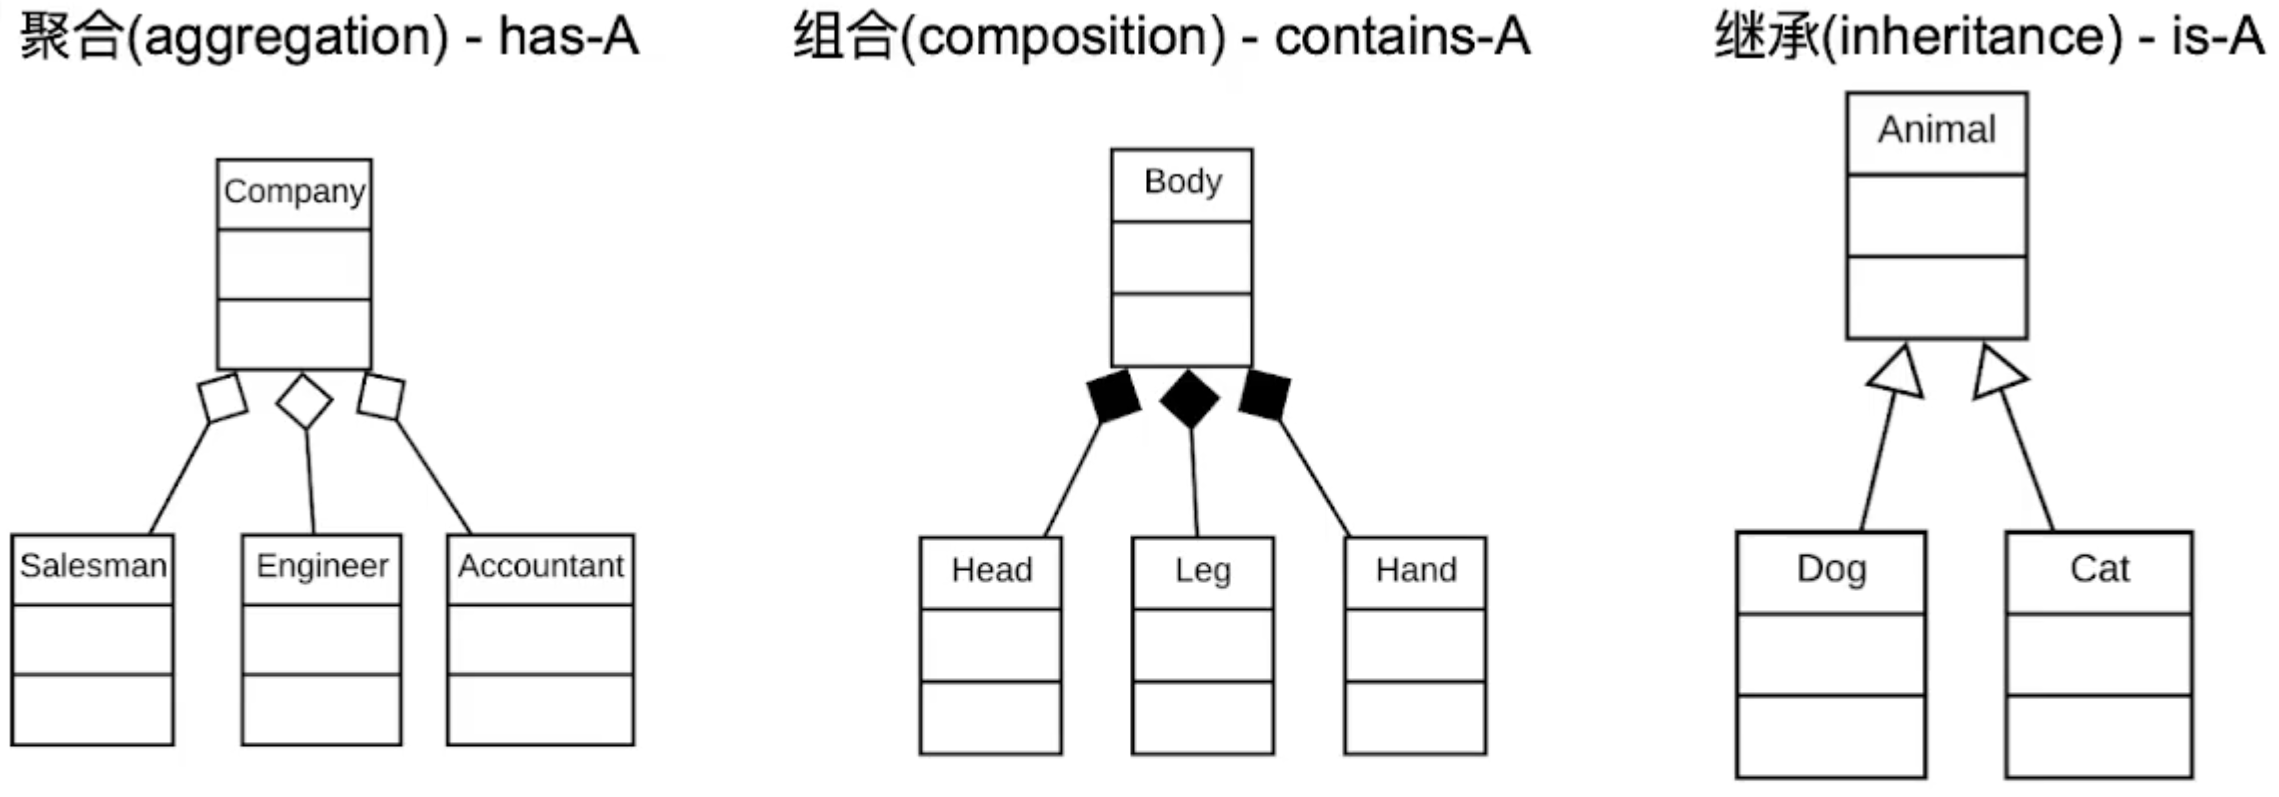 聚合(aggregation) - has-A
Company
Salesman
Engineer
Accountant
组合(composition) - contains-A
Body
Head
Leg
Hand
继承(inheritance) - is-A
Animal
Dog
Cat